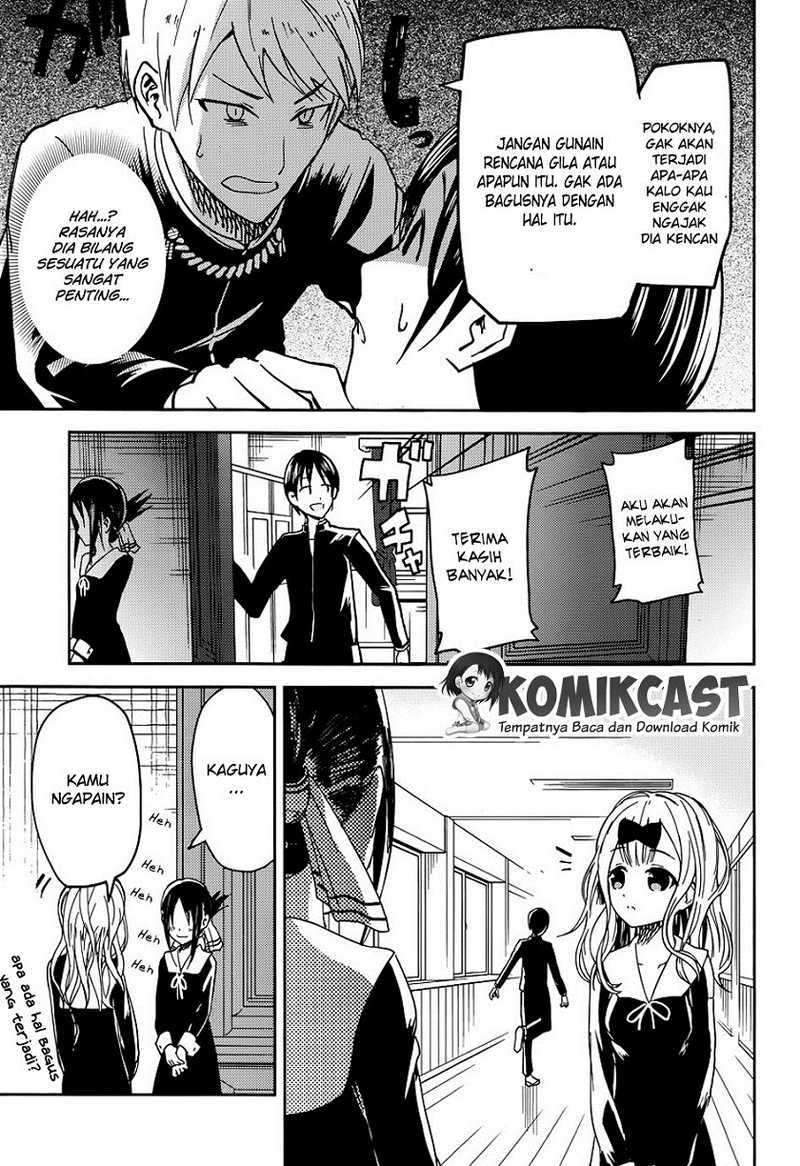 POKOKNYA,
GAK AKAN
TERJADI
APA-APA
KALO KAU
ENGGAK
NGAJAK
DIA KENCAN
JANGAN GUNAIN
RENCANA GILA ATAU
APAPUN ITU. GAK ADA
BAGUSNYA DENGAN
HAL ITU.
HAH...?
RASANYA
DIA BILANG
SESUATU YANG
SANGAT
PENTING...
AKU AKAN
MELAKU-
KAN YANG
TERBAIK!
TERIMA
KASIH
BANYAK!
ガチャ
KOMIKCAST
Tempatnya Baca dan Download Komik
KAGUYA
...
KAMU
NGAPAIN?
Heh
Heh
Heh
Heh
Heh
apa ada hal bagus
yang terjadi?